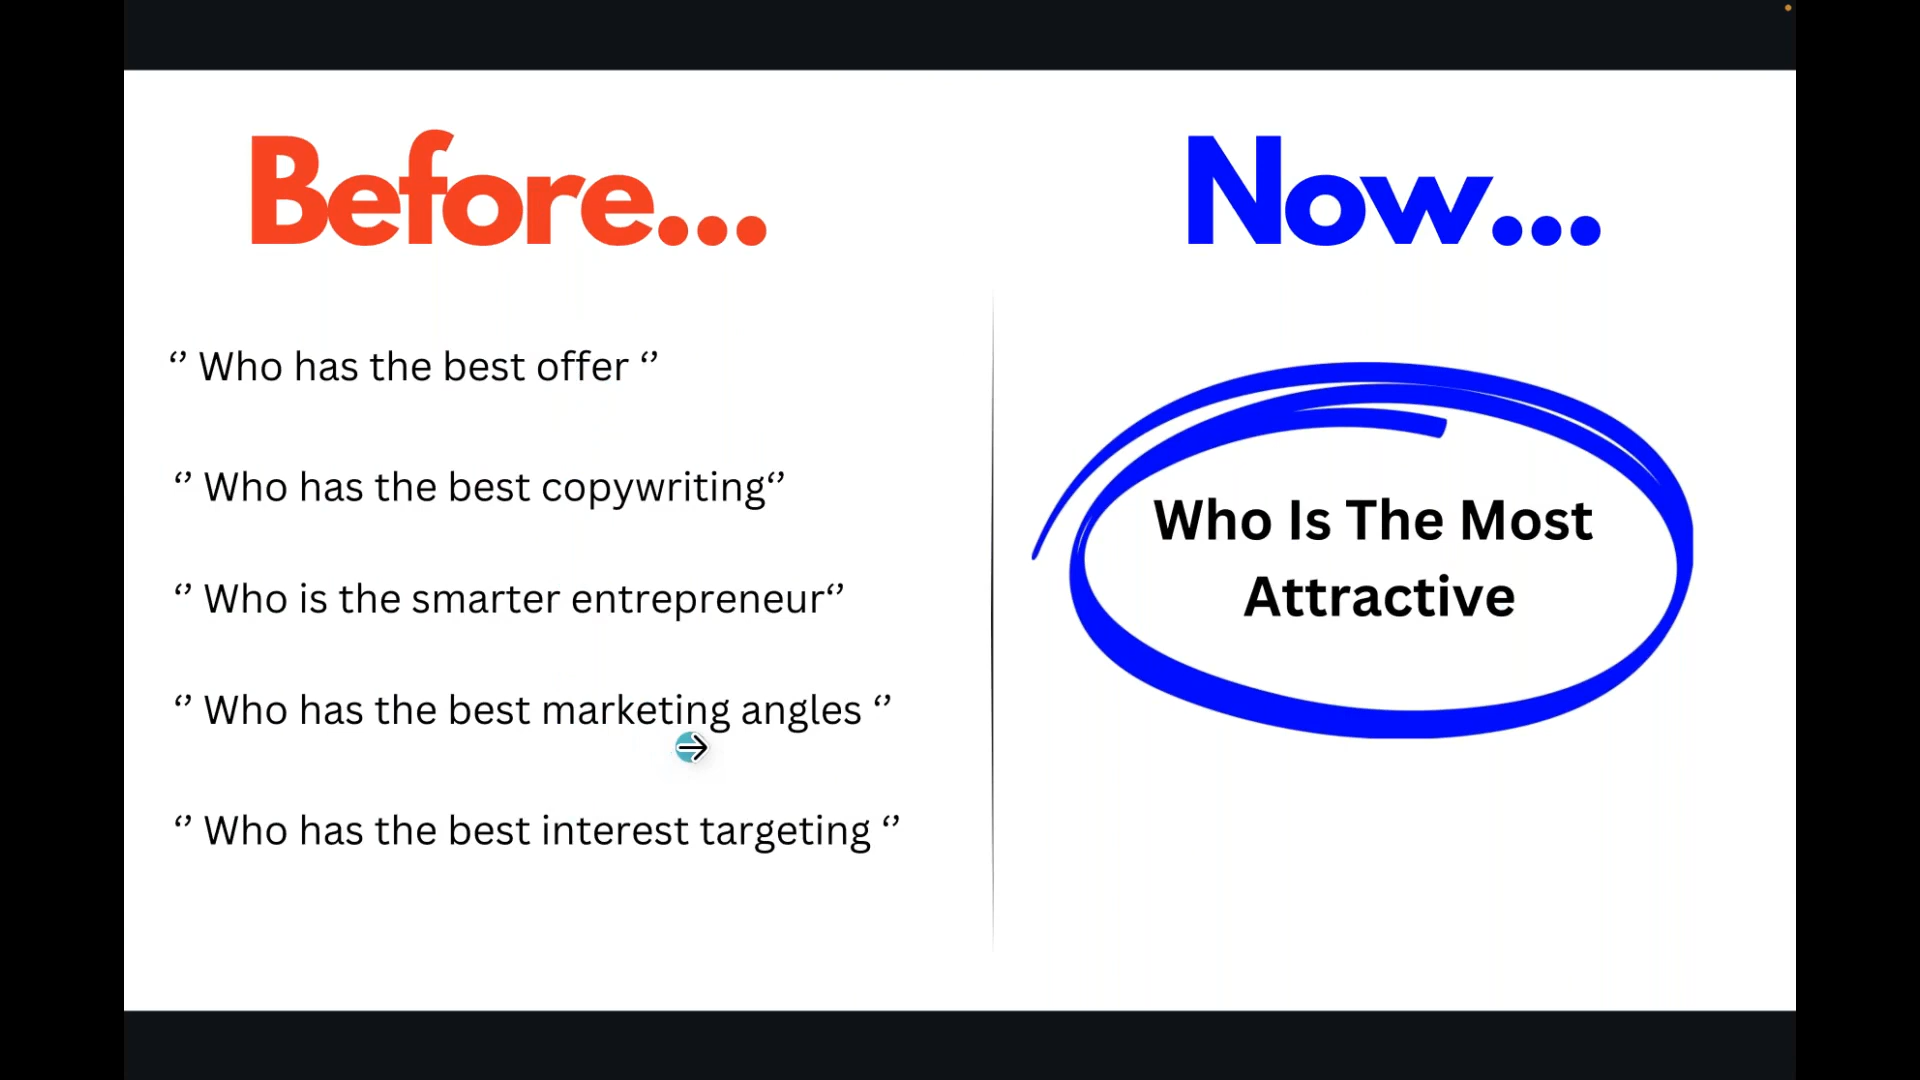 Before...
‘’ Who has the best offer ‘’
‘’ Who has the best copywriting‘’
‘’ Who is the smarter entrepreneur‘’
‘’ Who has the best marketing angles ‘’
‘’ Who has the best interest targeting ‘’
Now...
Who Is The Most
Attractive